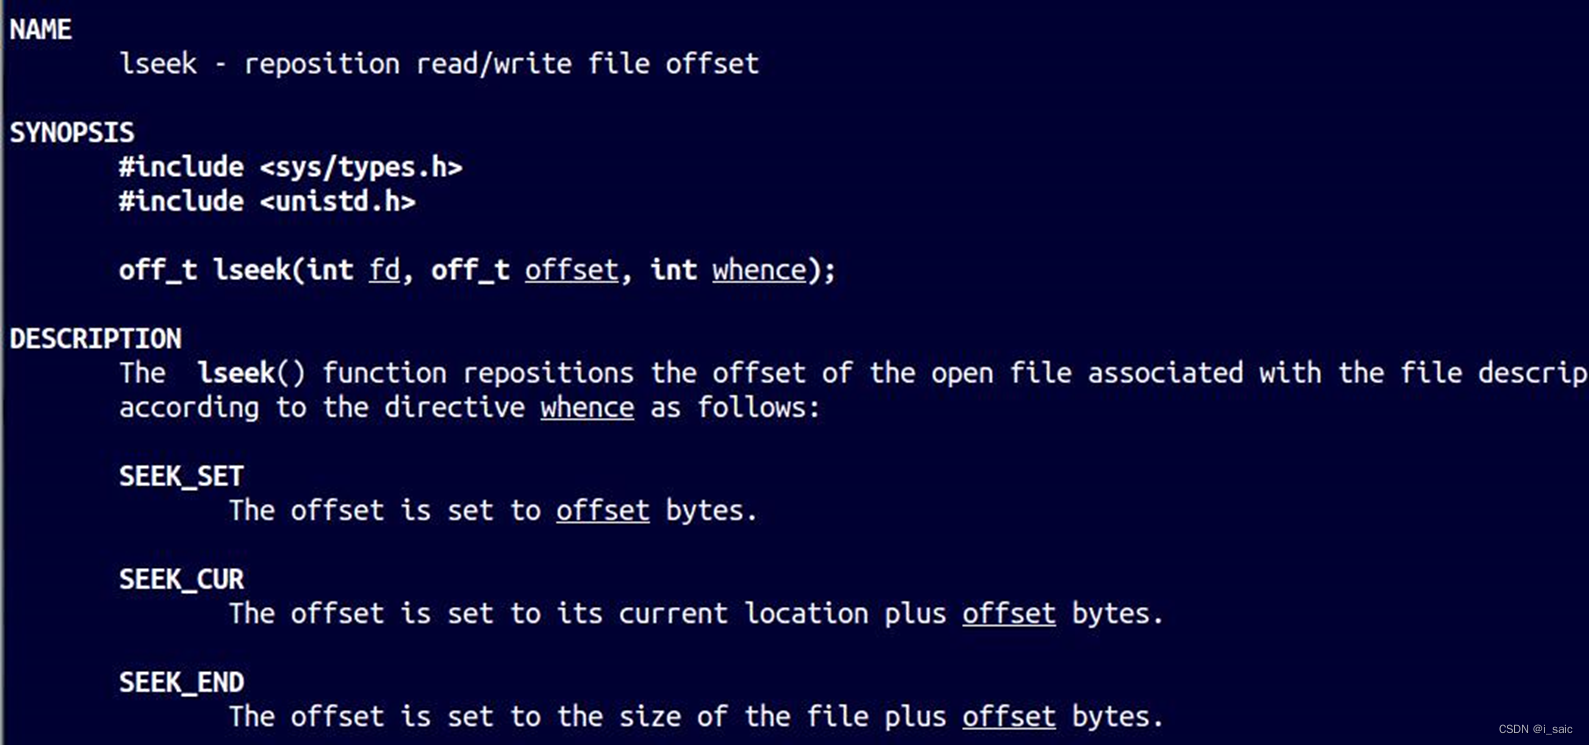 NAME
lseek - reposition read/write file offset
SYNOPSIS
#include <sys/types.h>
#include <unistd.h>
off_t lseek(int fd, off_t offset, int whence);
DESCRIPTION
The lseek() function repositions the offset of the open file associated with the file descrip
according to the directive whence as follows:
SEEK_SET
The offset is set to offset bytes.
SEEK_CUR
The offset is set to its current location plus offset bytes.
SEEK_END
The offset is set to the size of the file plus offset bytes.
CSDN @i_saic